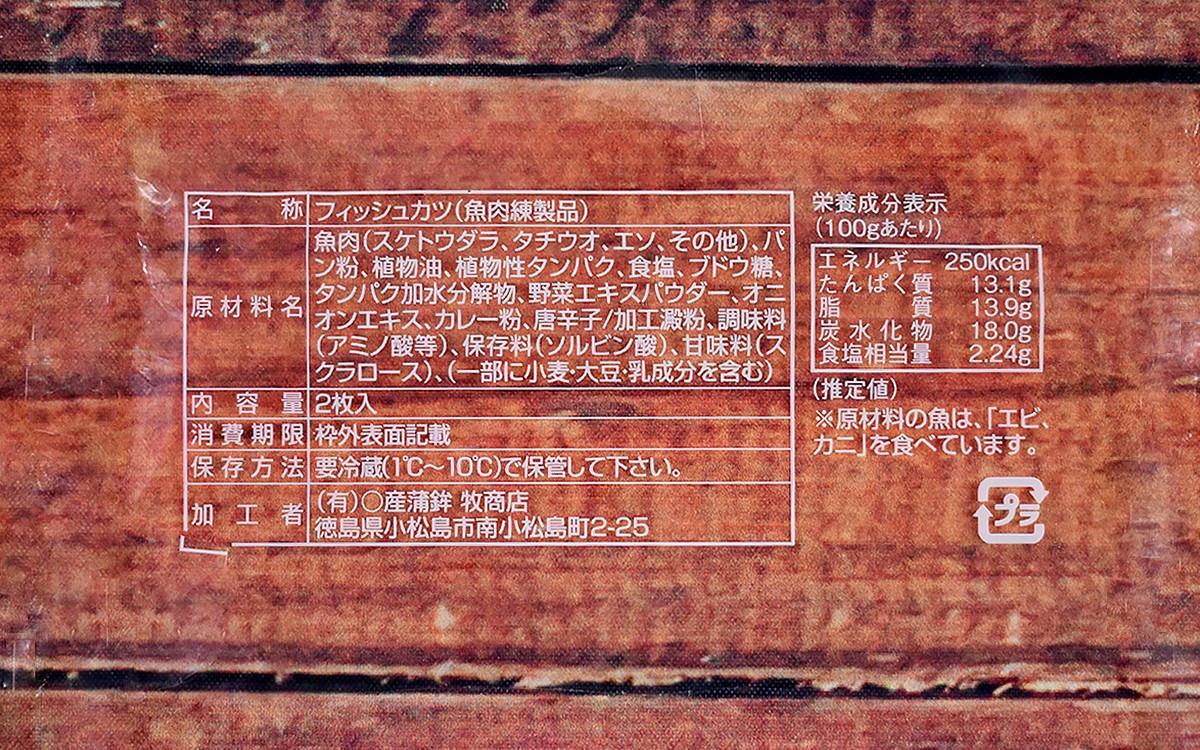 名称 フィッシュカツ(魚肉練製品)
原材料名 魚肉(スケトウダラ、タチウオ、エソ、その他)、パ
ン粉、植物油、植物性タンパク、食塩、ブドウ糖、
タンパク加水分解物、野菜エキスパウダー、オニ
オンエキス、カレー粉、唐辛子/加工澱粉、調味料
(アミノ酸等)、保存料(ソルビン酸)、甘味料(ス
クラロース)、(一部に小麦・大豆・乳成分を含む)
内容量 2枚入
消費期限 枠外表面記載
保存方法 要冷蔵(1℃〜10℃)で保管して下さい。
加工者 (有)○産蒲鉾 牧商店
徳島県小松島市南小松島町2-25
栄養成分表示
(100gあたり)
エネルギー 250kcal
たんぱく質 13.1g
脂質 13.9g
炭水化物 18.0g
食塩相当量 2.24g
(推定値)
※原材料の魚は、「エビ、
カニ」を食べています。
プラ